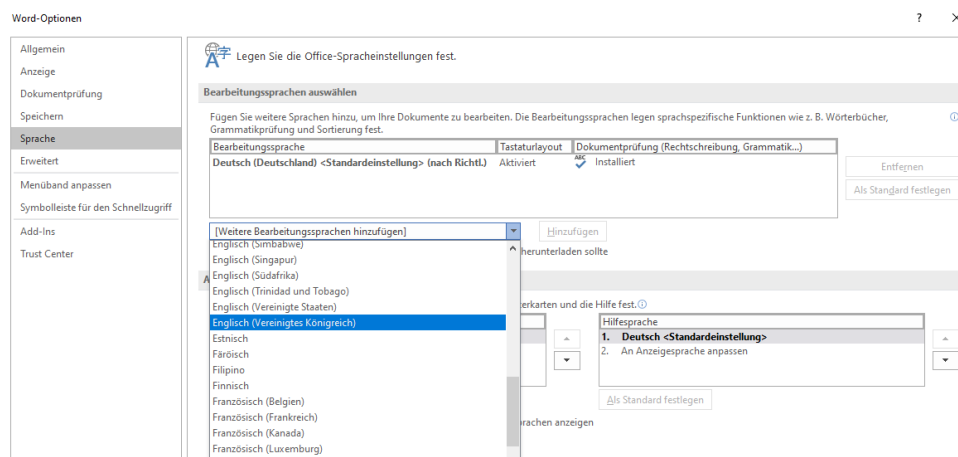 Word-Optionen
?
Allgemein
Anzeige
Dokumentprüfung
Speichern
Sprache
Erweitert
Menüband anpassen
Symbolleiste für den Schnellzugriff
Add-Ins
Trust Center
Legen Sie die Office-Spracheinstellungen fest.
Bearbeitungssprachen auswählen
Fügen Sie weitere Sprachen hinzu, um Ihre Dokumente zu bearbeiten. Die Bearbeitungssprachen legen sprachspezifische Funktionen wie z. B. Wörterbücher,
Grammatikprüfung und Sortierung fest.
Bearbeitungssprache Tastaturlayout Dokumentprüfung (Rechtschreibung, Grammatik...)
Deutsch (Deutschland) <Standardeinstellung> (nach Richtl.) Aktiviert Installiert
Entfernen
Als Standard festlegen
[Weitere Bearbeitungssprachen hinzufügen] Hinzufügen
Englisch (Simbabwe)
Englisch (Singapur)
Englisch (Südafrika)
Englisch (Trinidad und Tobago)
Englisch (Vereinigte Staaten)
Englisch (Vereinigtes Königreich)
Estnisch
Färöisch
Filipino
Finnisch
Französisch (Belgien)
Französisch (Frankreich)
Französisch (Kanada)
Französisch (Luxemburg)
herunterladen sollte
A
terkarten und die Hilfe fest.
Hilfesprache
1. Deutsch <Standardeinstellung>
2. An Anzeigesprache anpassen
Als Standard festlegen
rachen anzeigen